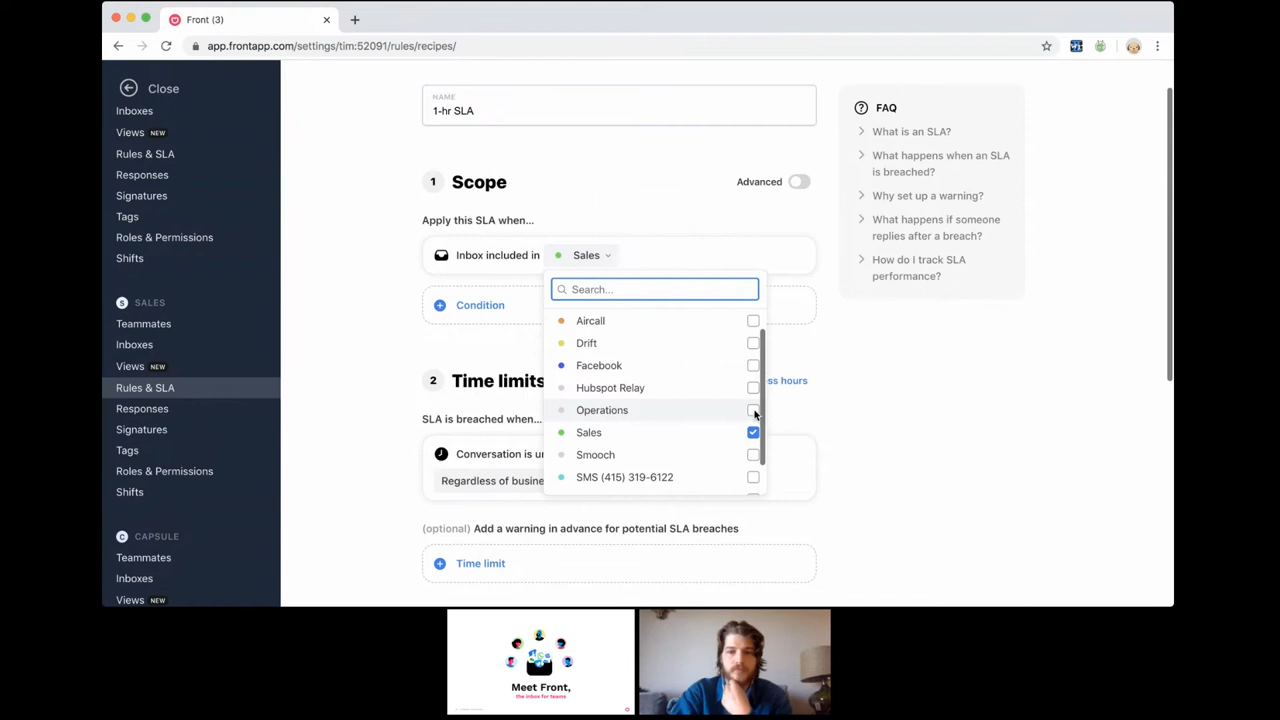 Front (3)
app.frontapp.com/settings/tim:52091/rules/recipes/
Close
Inboxes
Views NEW
Rules & SLA
Responses
Signatures
Tags
Roles & Permissions
Shifts
S SALES
Teammates
Inboxes
Views NEW
Rules & SLA
Responses
Signatures
Tags
Roles & Permissions
Shifts
C CAPSULE
Teammates
Inboxes
Views NEW
NAME
1-hr SLA
1 Scope
Advanced
Apply this SLA when...
Inbox included in Sales
Condition
Search...
Aircall
Drift
Facebook
Hubspot Relay
Operations
Sales
Smooch
SMS (415) 319-6122
2 Time limits
ss hours
SLA is breached when...
Conversation is un
Regardless of busine
(optional) Add a warning in advance for potential SLA breaches
Time limit
? FAQ
What is an SLA?
What happens when an SLA
is breached?
Why set up a warning?
What happens if someone
replies after a breach?
How do I track SLA
performance?
Meet Front,
the inbox for teams